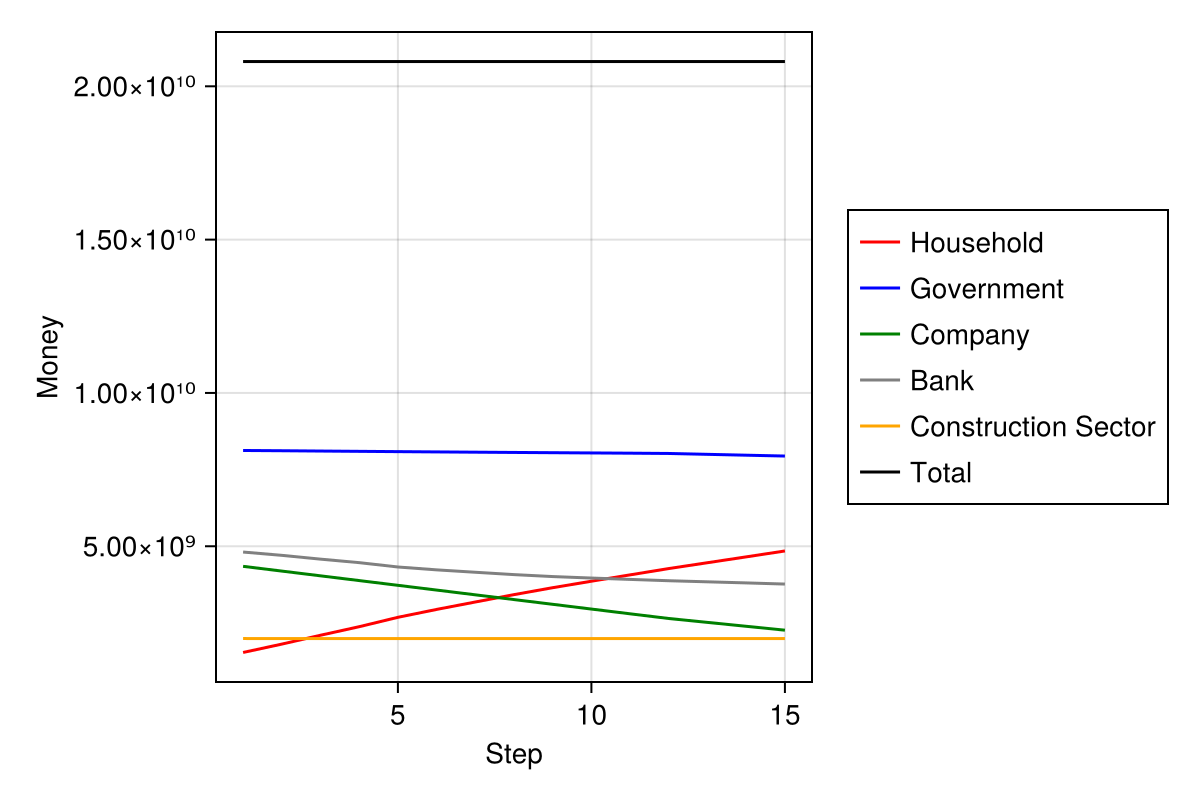 2.00×10¹⁰
1.50×10¹⁰
1.00×10¹⁰
5.00×10⁹
Money
5 10 15
Step
Household
Government
Company
Bank
Construction Sector
Total